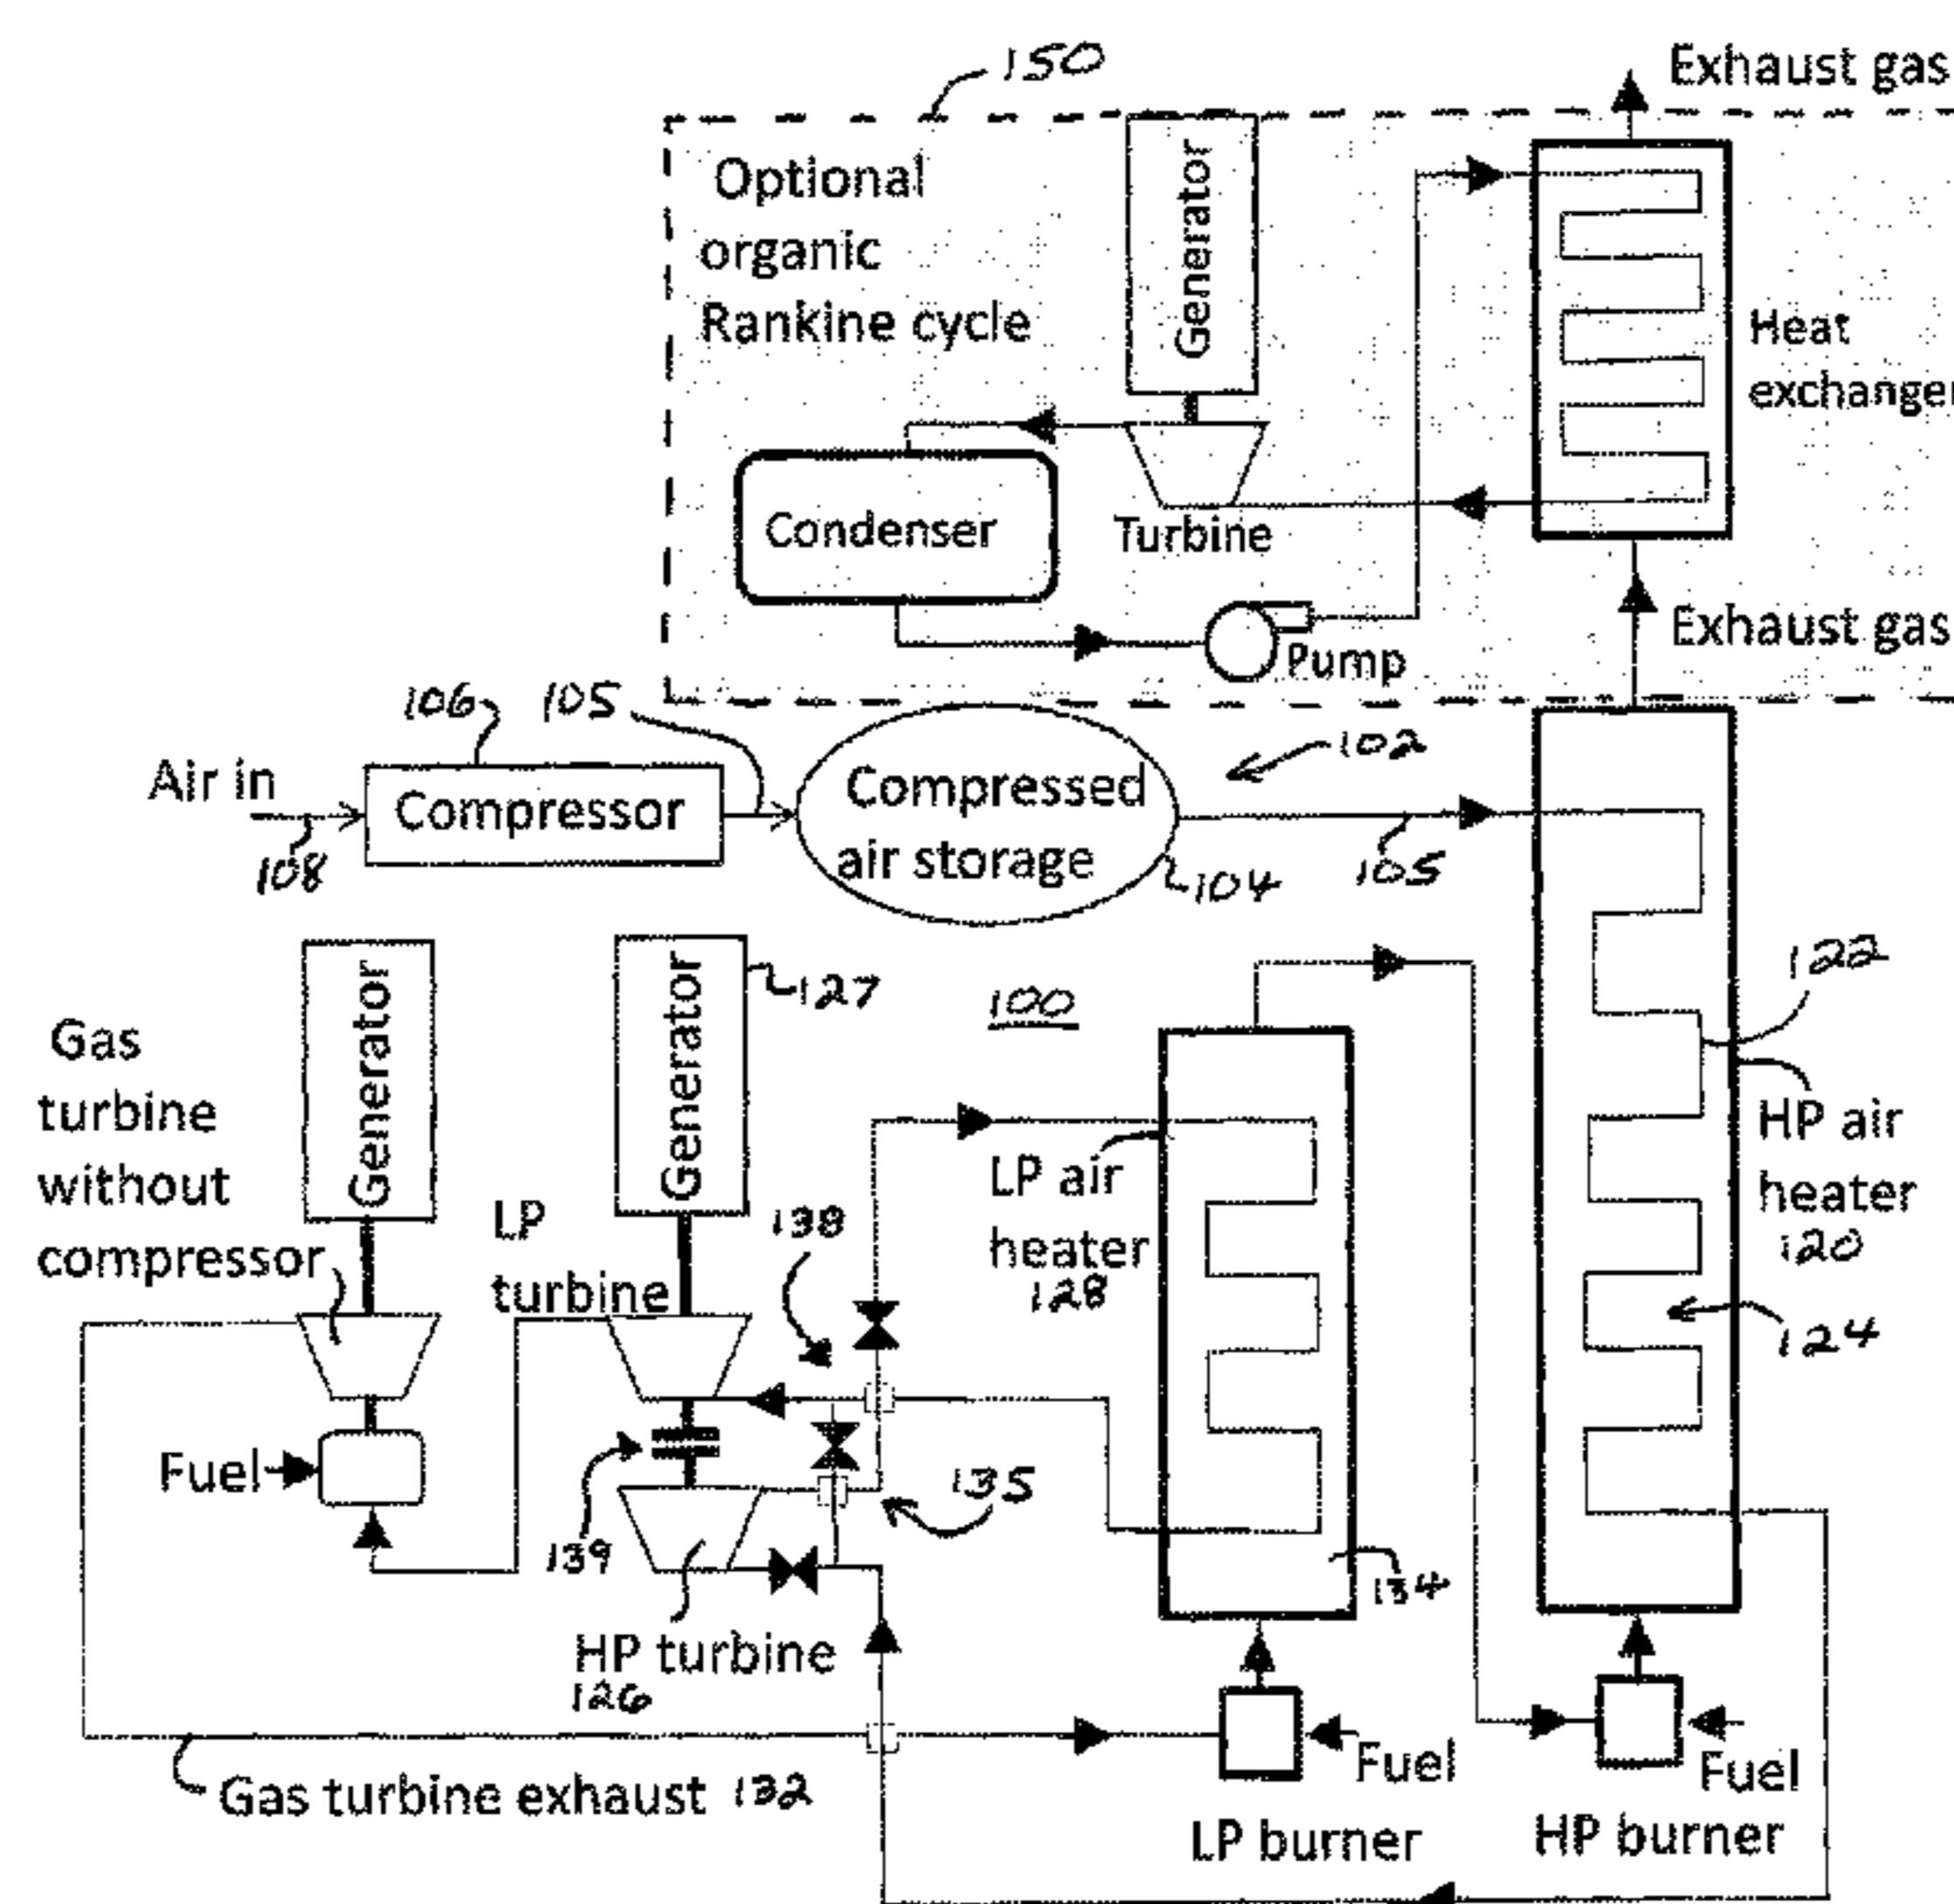 150
Exhaust gas
Optional
organic
Rankine cycle
Generator
Heat
exchanger
Condenser
Turbine
Exhaust gas
Pump
106
105
102
Air in
Compressor
Compressed
air storage
108
104
105
Generator
Generator
127
100
122
Gas
turbine
without
compressor
HP air
heater
120
LP air
heater
128
LP
turbine
138
124
Fuel
139
135
134
HP turbine
126
Gas turbine exhaust 132
Fuel
Fuel
LP burner
HP burner